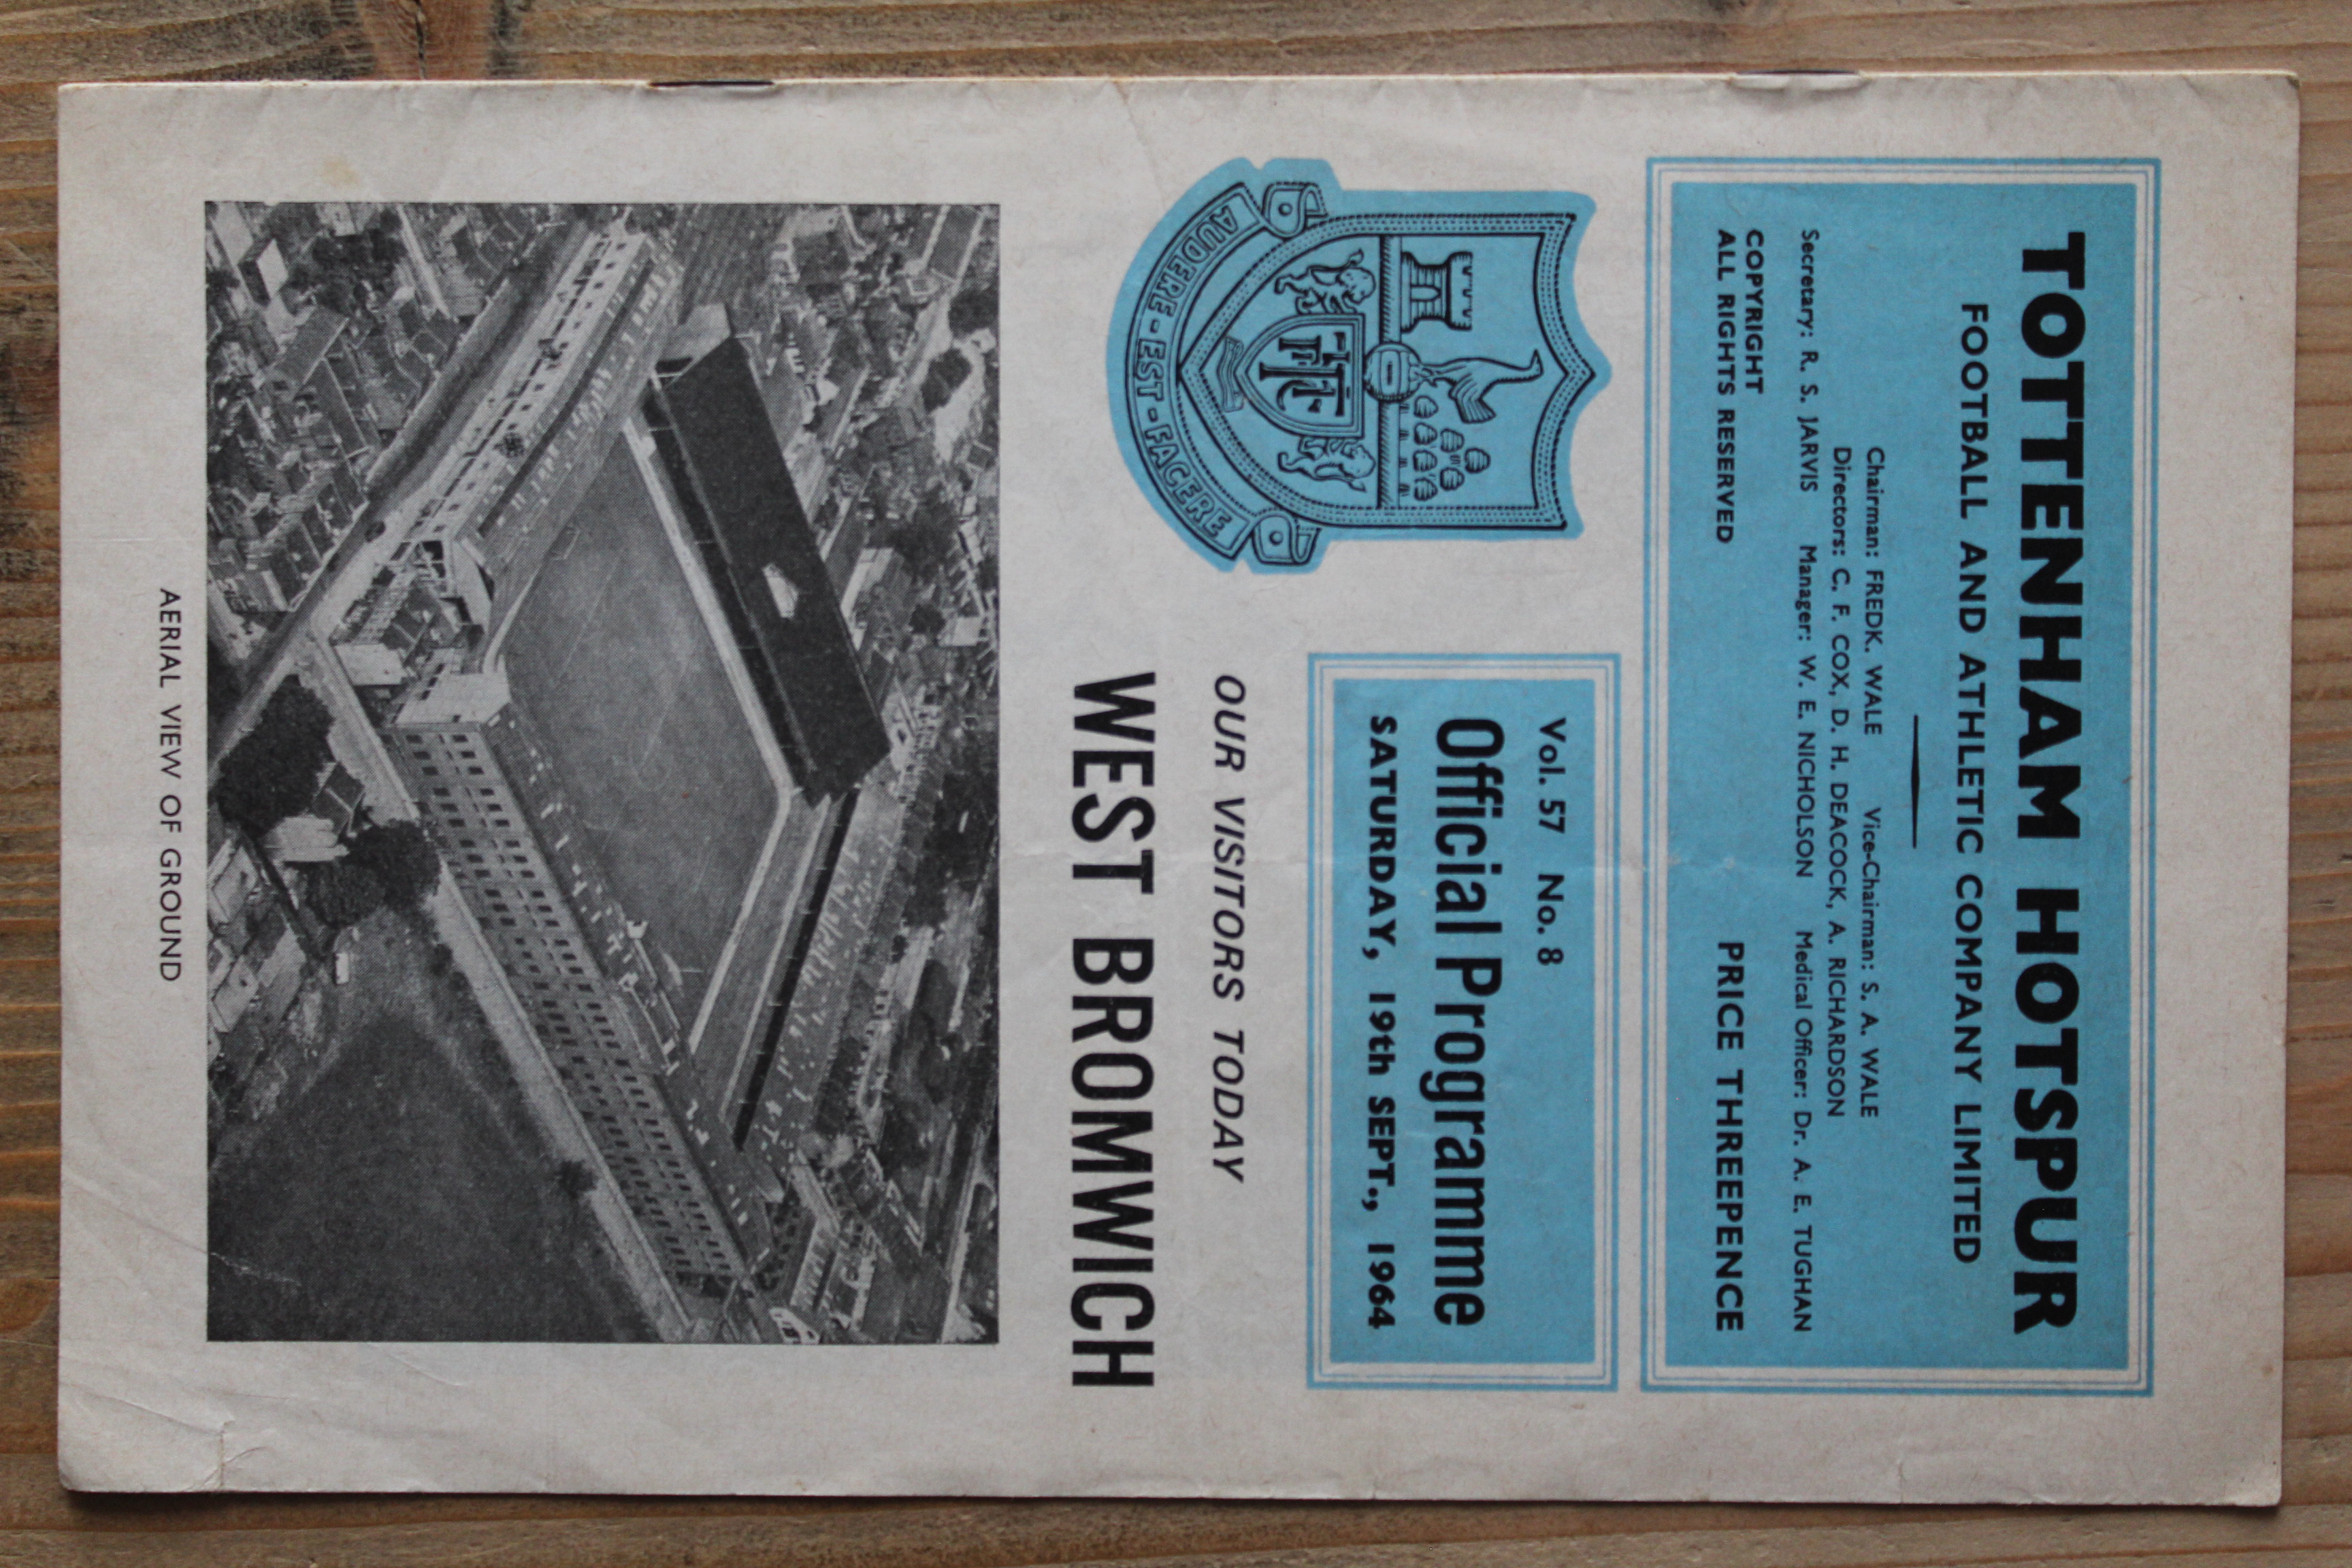 TOTTENHAM HOTSPUR
FOOTBALL AND ATHLETIC COMPANY LIMITED
Chairman: FREDK. WALE Vice-Chairman: S. A. WALE
Directors: C. F. COX, D. H. DEACOCK, A. RICHARDSON
Secretary: R. S. JARVIS Manager: W. E. NICHOLSON Medical Officer: Dr. A. E. TUGHAN
COPYRIGHT
ALL RIGHTS RESERVED PRICE THREEPENCE
Vol. 57 No. 8
Official Programme
SATURDAY, 19th SEPT., 1964
AUDERE - EST - FACERE
OUR VISITORS TODAY
WEST BROMWICH
AERIAL VIEW OF GROUND